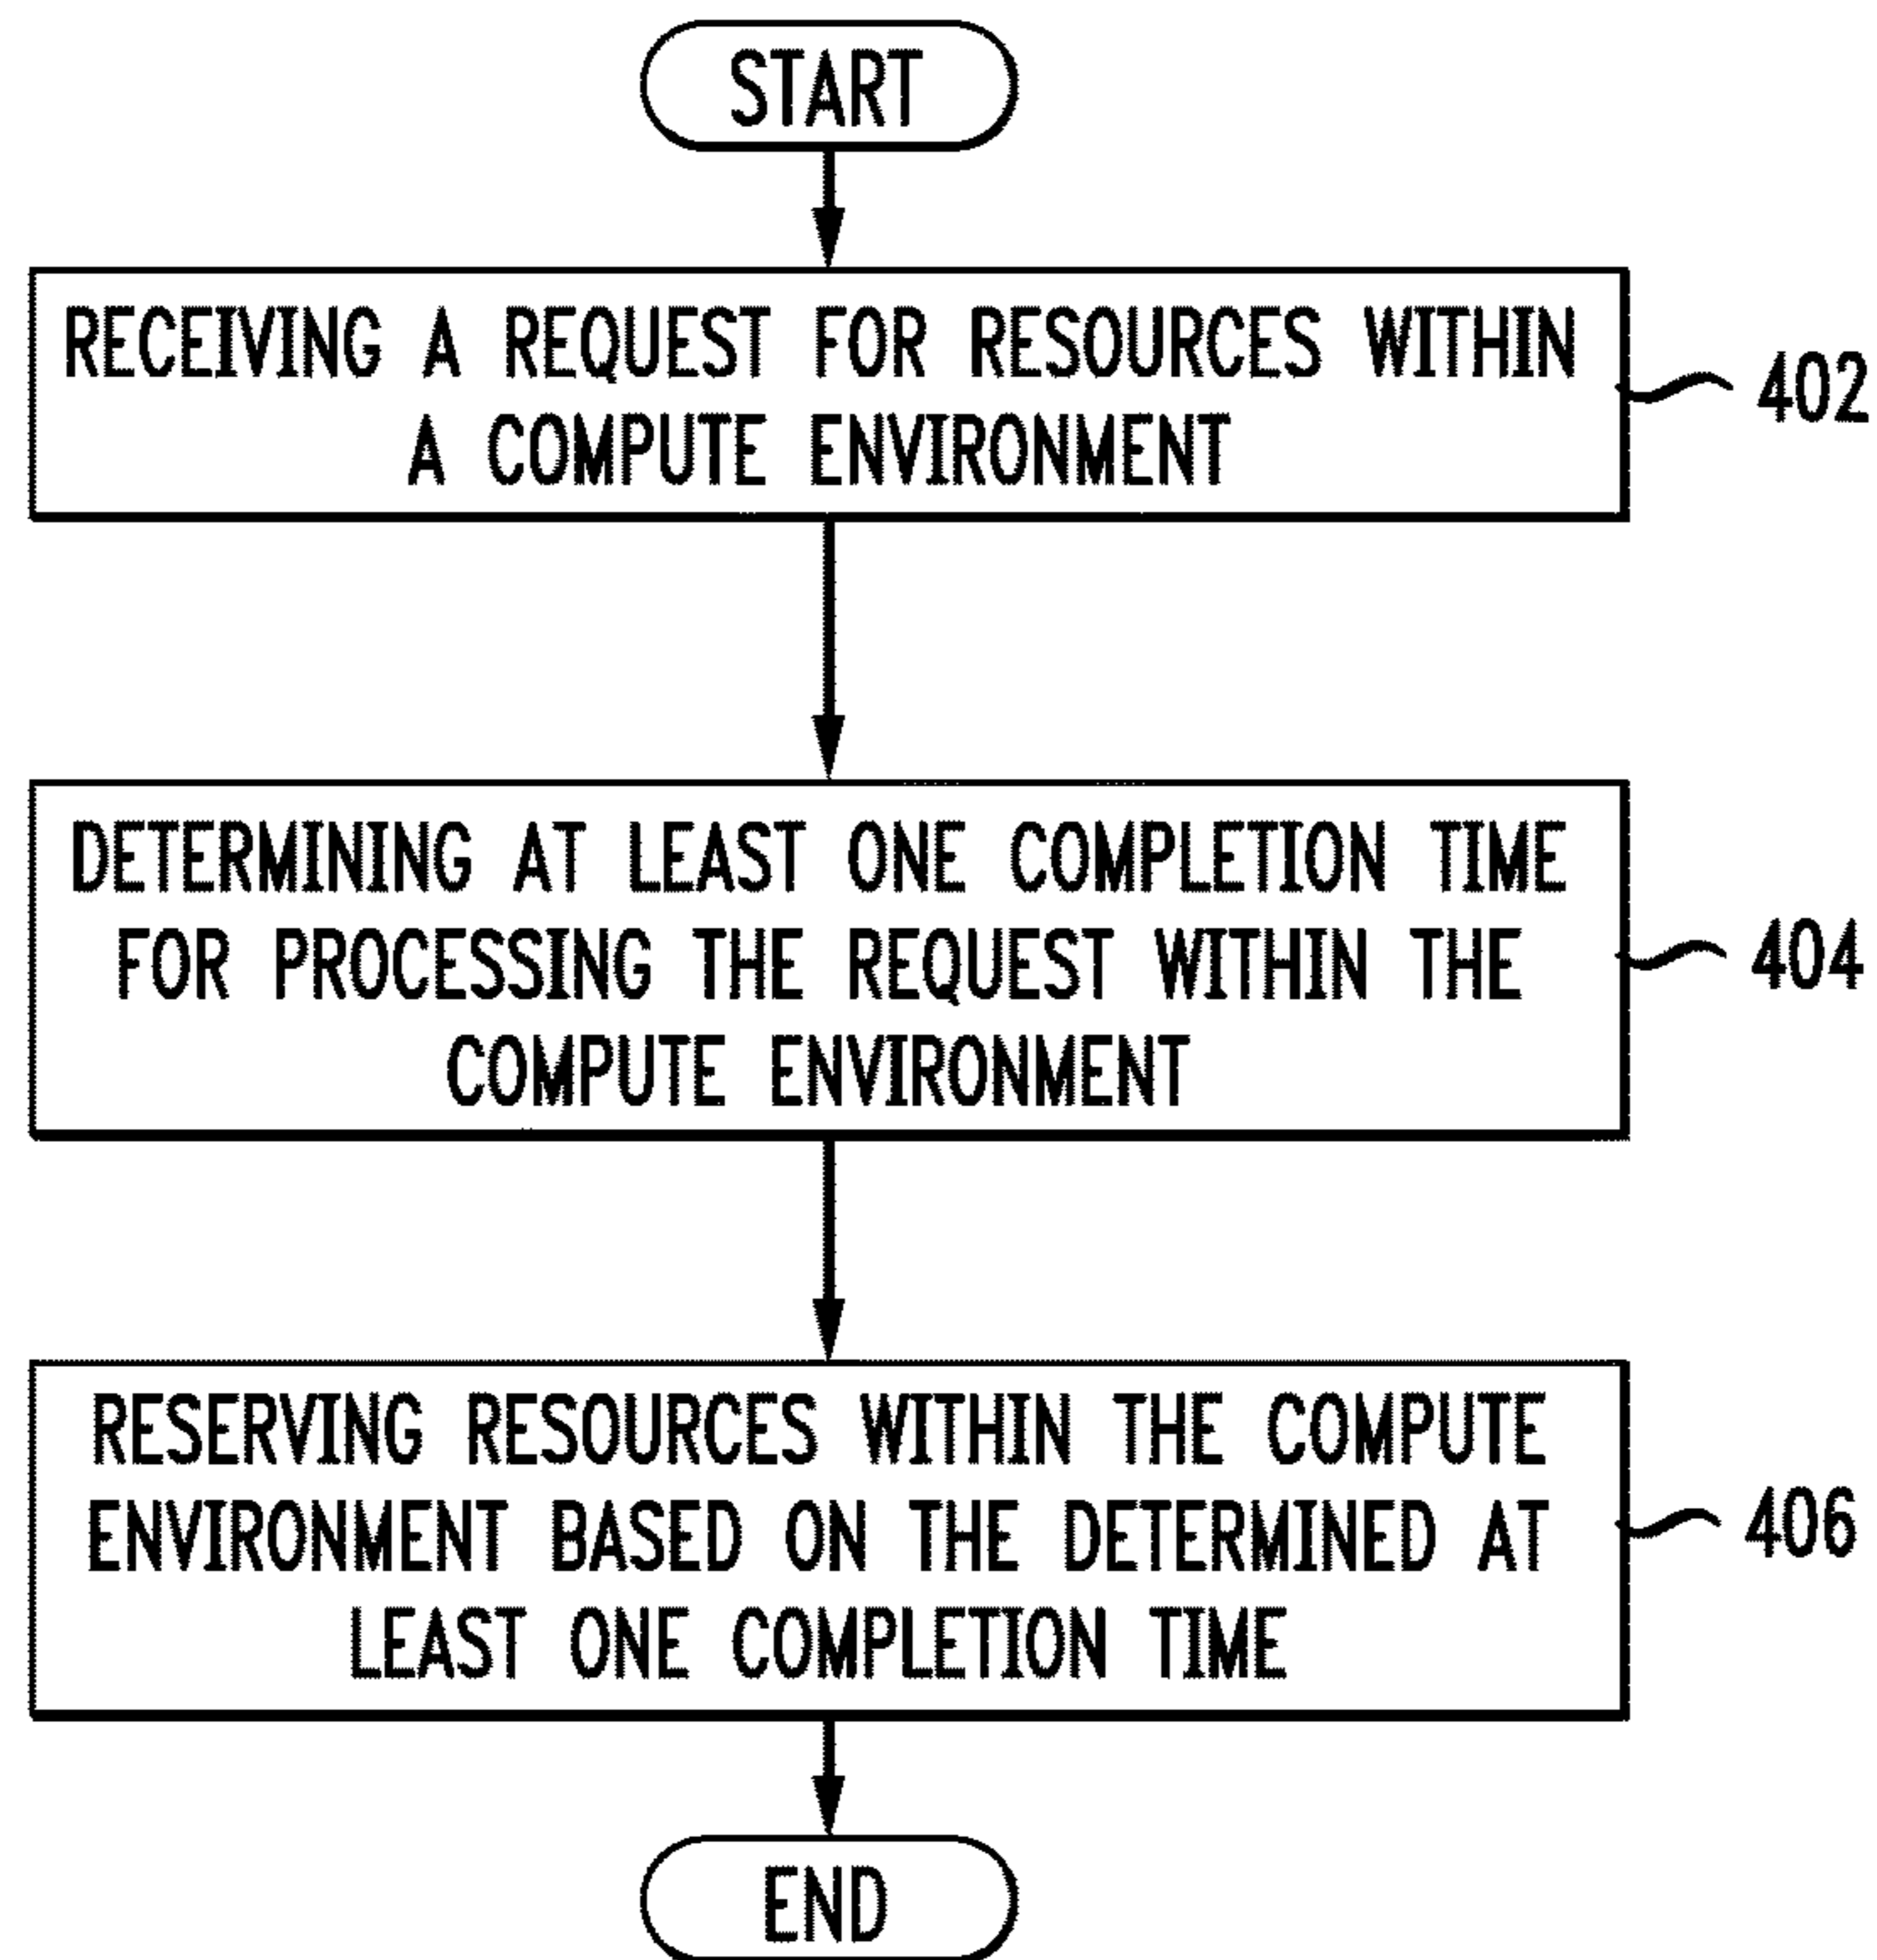 START
RECEIVING A REQUEST FOR RESOURCES WITHIN
A COMPUTE ENVIRONMENT
402
DETERMINING AT LEAST ONE COMPLETION TIME
FOR PROCESSING THE REQUEST WITHIN THE
COMPUTE ENVIRONMENT
404
RESERVING RESOURCES WITHIN THE COMPUTE
ENVIRONMENT BASED ON THE DETERMINED AT
LEAST ONE COMPLETION TIME
406
END